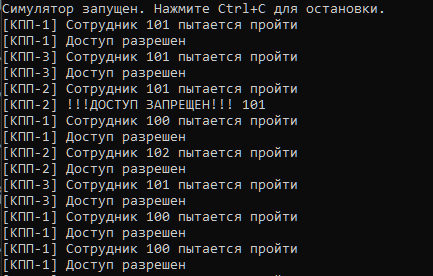 Симулятор запущен. Нажмите Ctrl+C для остановки.
[КПП-1] Сотрудник 101 пытается пройти
[КПП-1] Доступ разрешен
[КПП-3] Сотрудник 101 пытается пройти
[КПП-3] Доступ разрешен
[КПП-2] Сотрудник 101 пытается пройти
[КПП-2] !!!ДОСТУП ЗАПРЕЩЕН!!! 101
[КПП-1] Сотрудник 100 пытается пройти
[КПП-1] Доступ разрешен
[КПП-2] Сотрудник 102 пытается пройти
[КПП-2] Доступ разрешен
[КПП-3] Сотрудник 101 пытается пройти
[КПП-3] Доступ разрешен
[КПП-1] Сотрудник 100 пытается пройти
[КПП-1] Доступ разрешен
[КПП-1] Сотрудник 100 пытается пройти
[КПП-1] Доступ разрешен